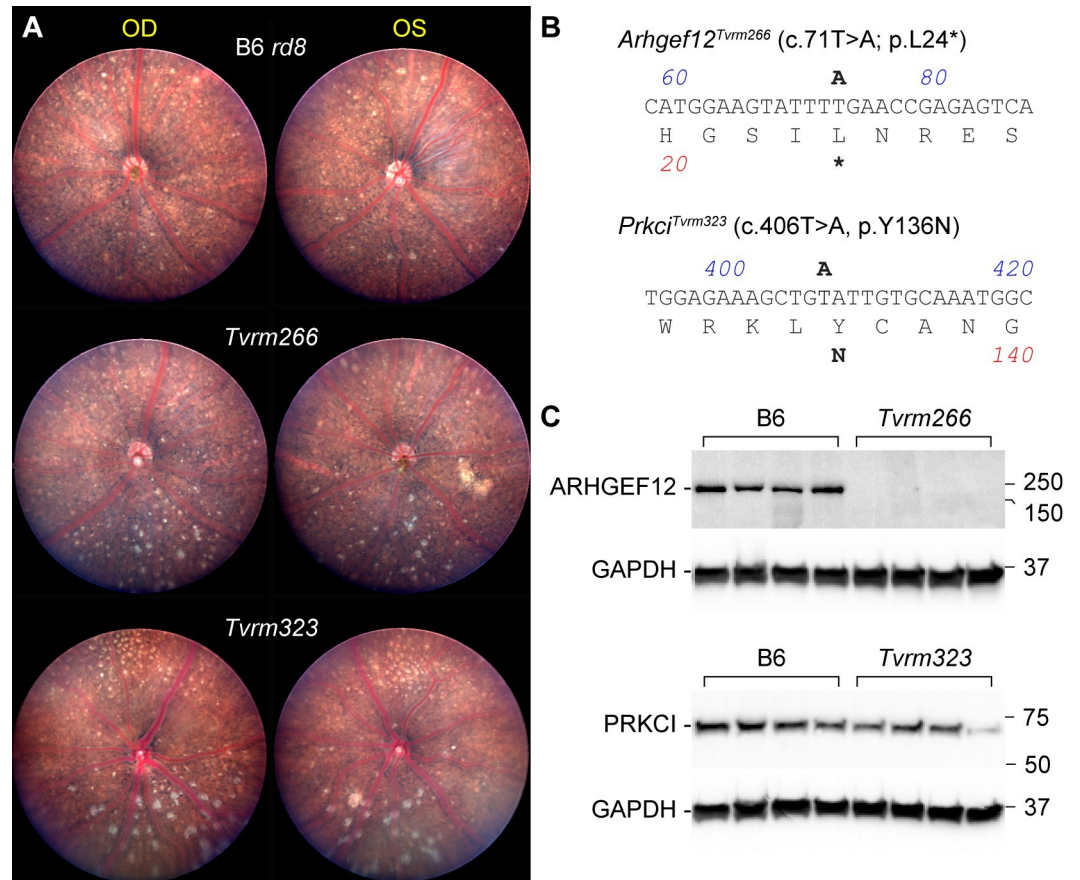 A
OD
OS
B6 rd8
Tvrm266
Tvrm323
B
Arhgef12Tvrm266 (c.71T>A; p.L24*)
60 A 80
CATGGAAGTATTTTGAACCGAGAGTCA
H G S I L N R E S
20 *
PrkciTvrm323 (c.406T>A, p.Y136N)
400 A 420
TGGAGAAAGCTGTATTGTGCAAATGGC
W R K L Y C A N G
N 140
C
B6 Tvrm266
ARHGEF12 - 250
150
GAPDH - 37
B6 Tvrm323
PRKCI - 75
50
GAPDH - 37